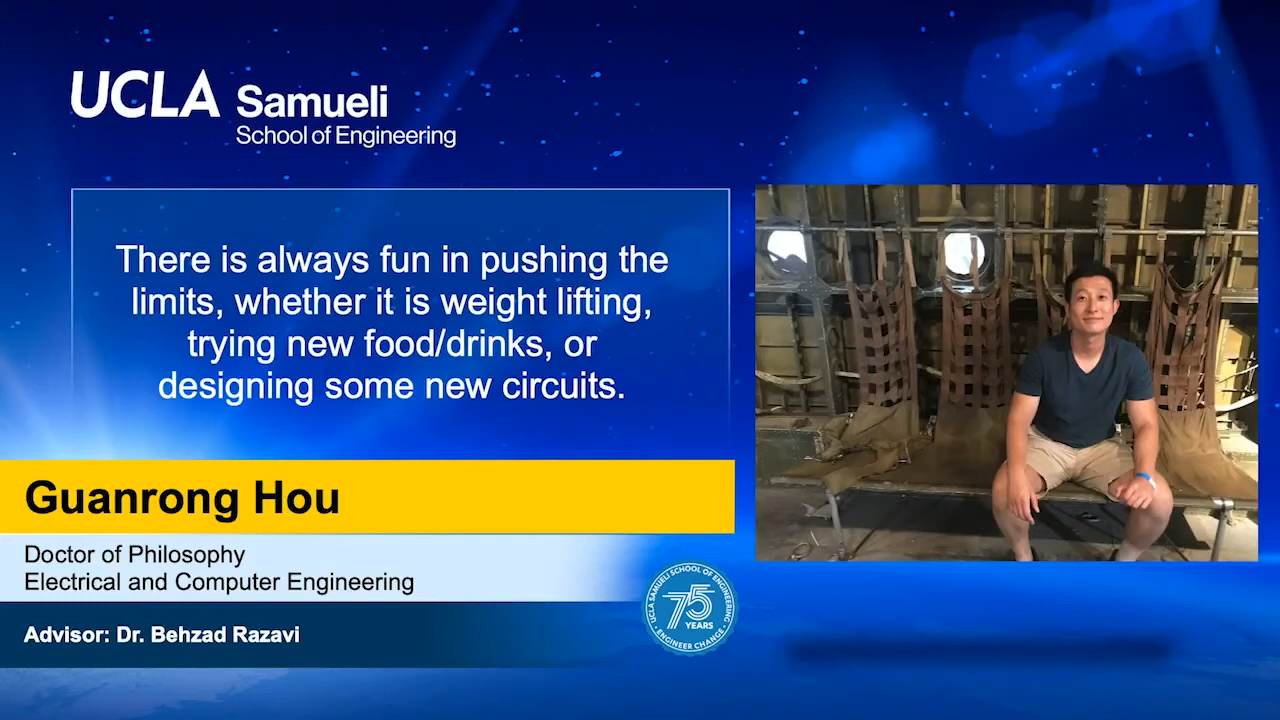 UCLA Samueli
School of Engineering
There is always fun in pushing the
limits, whether it is weight lifting,
trying new food/drinks, or
designing some new circuits.
Guanrong Hou
Doctor of Philosophy
Electrical and Computer Engineering
Advisor: Dr. Behzad Razavi
UCLA SAMUELI SCHOOL OF ENGINEERING
75
YEARS
ENGINEER CHANGE